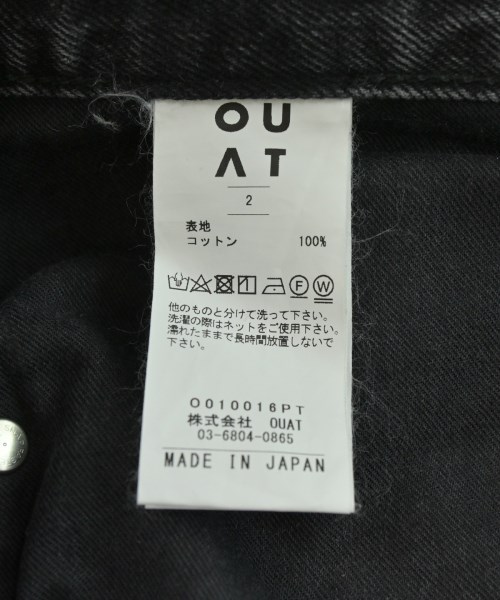 OU
AT
2
表地
コットン 100%
F W
他のものと分けて洗って下さい。
洗濯の際はネットをご使用下さい。
濡れたままで長時間放置しないで
下さい。
O010016PT
株式会社 OUAT
03-6804-0865
MADE IN JAPAN